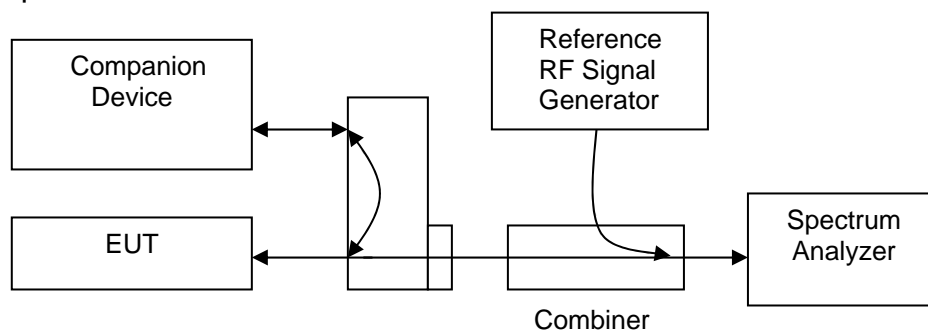 Companion
Device
Reference
RF Signal
Generator
EUT
Spectrum
Analyzer
Combiner